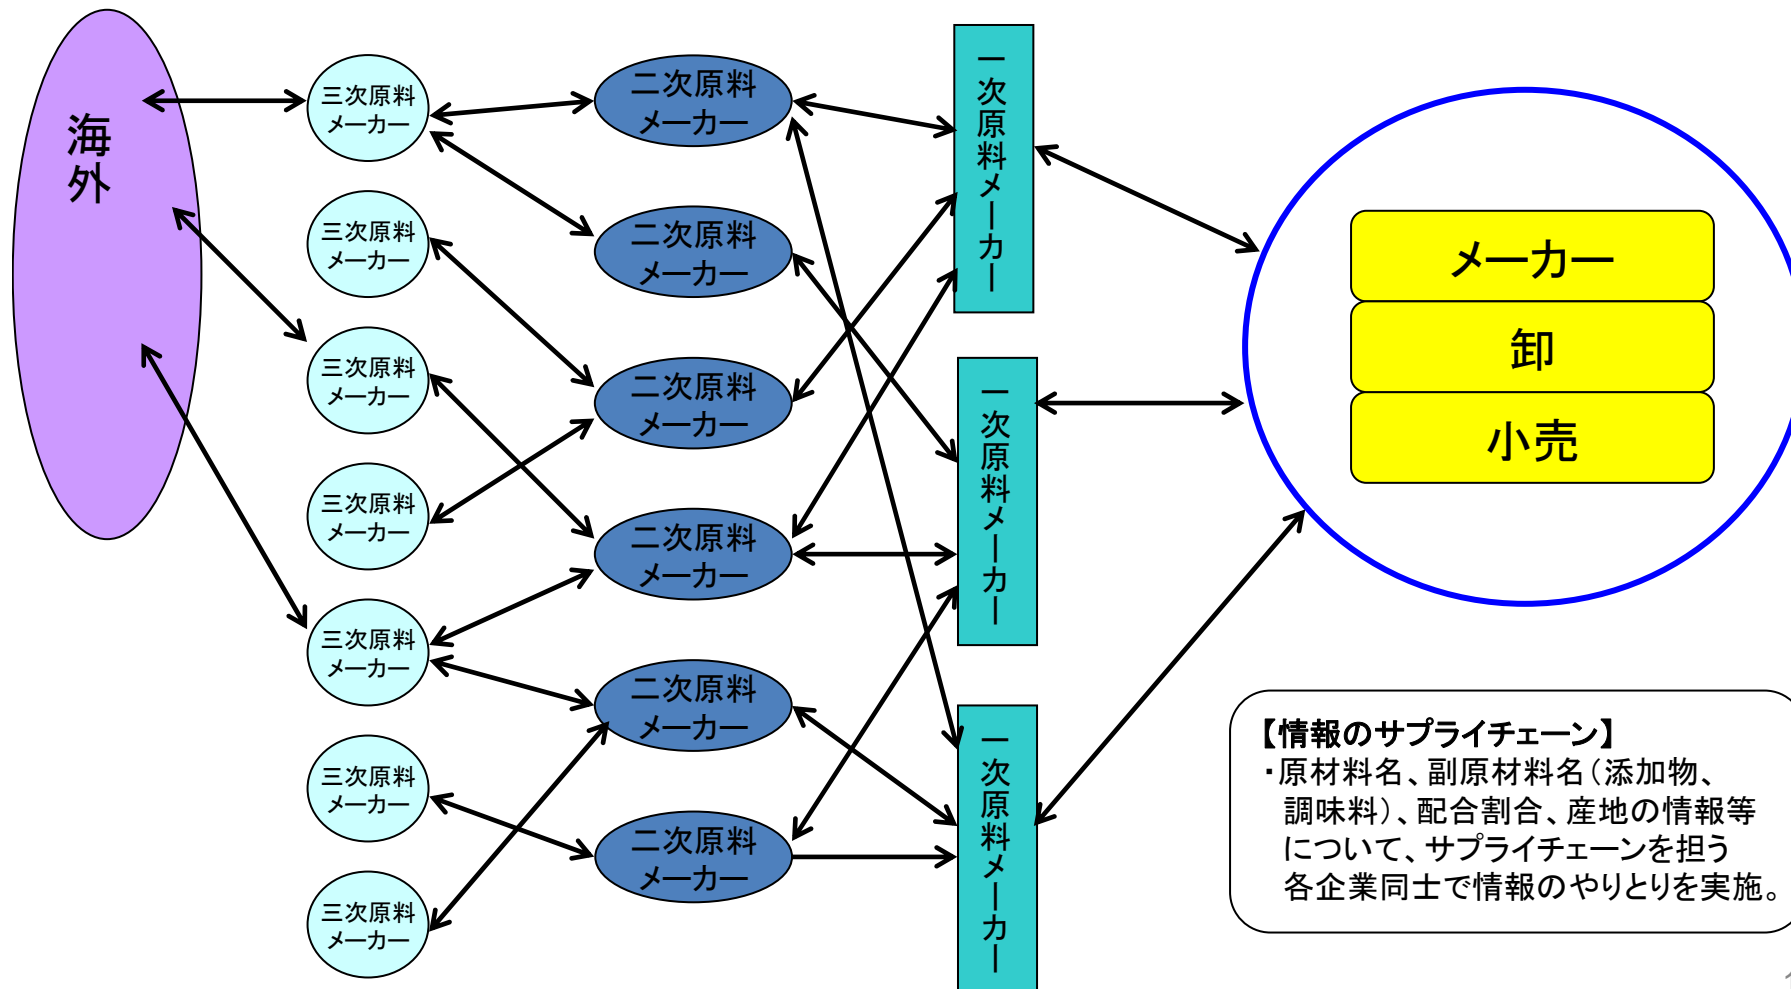 海外
三次原料
メーカー
三次原料
メーカー
三次原料
メーカー
三次原料
メーカー
三次原料
メーカー
三次原料
メーカー
三次原料
メーカー
二次原料
メーカー
二次原料
メーカー
二次原料
メーカー
二次原料
メーカー
二次原料
メーカー
二次原料
メーカー
一次原料メーカー
一次原料メーカー
一次原料メーカー
メーカー
卸
小売
【情報のサプライチェーン】
・原材料名、副原材料名（添加物、
調味料）、配合割合、産地の情報等
について、サプライチェーンを担う
各企業同士で情報のやりとりを実施。